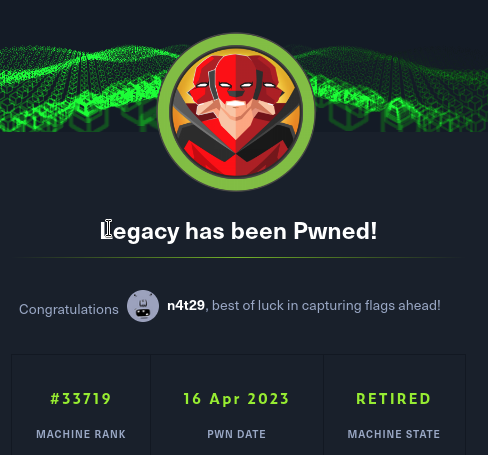 Legacy has been Pwned!
Congratulations n4t29, best of luck in capturing flags ahead!
#33719 16 Apr 2023 RETIRED
MACHINE RANK PWN DATE MACHINE STATE